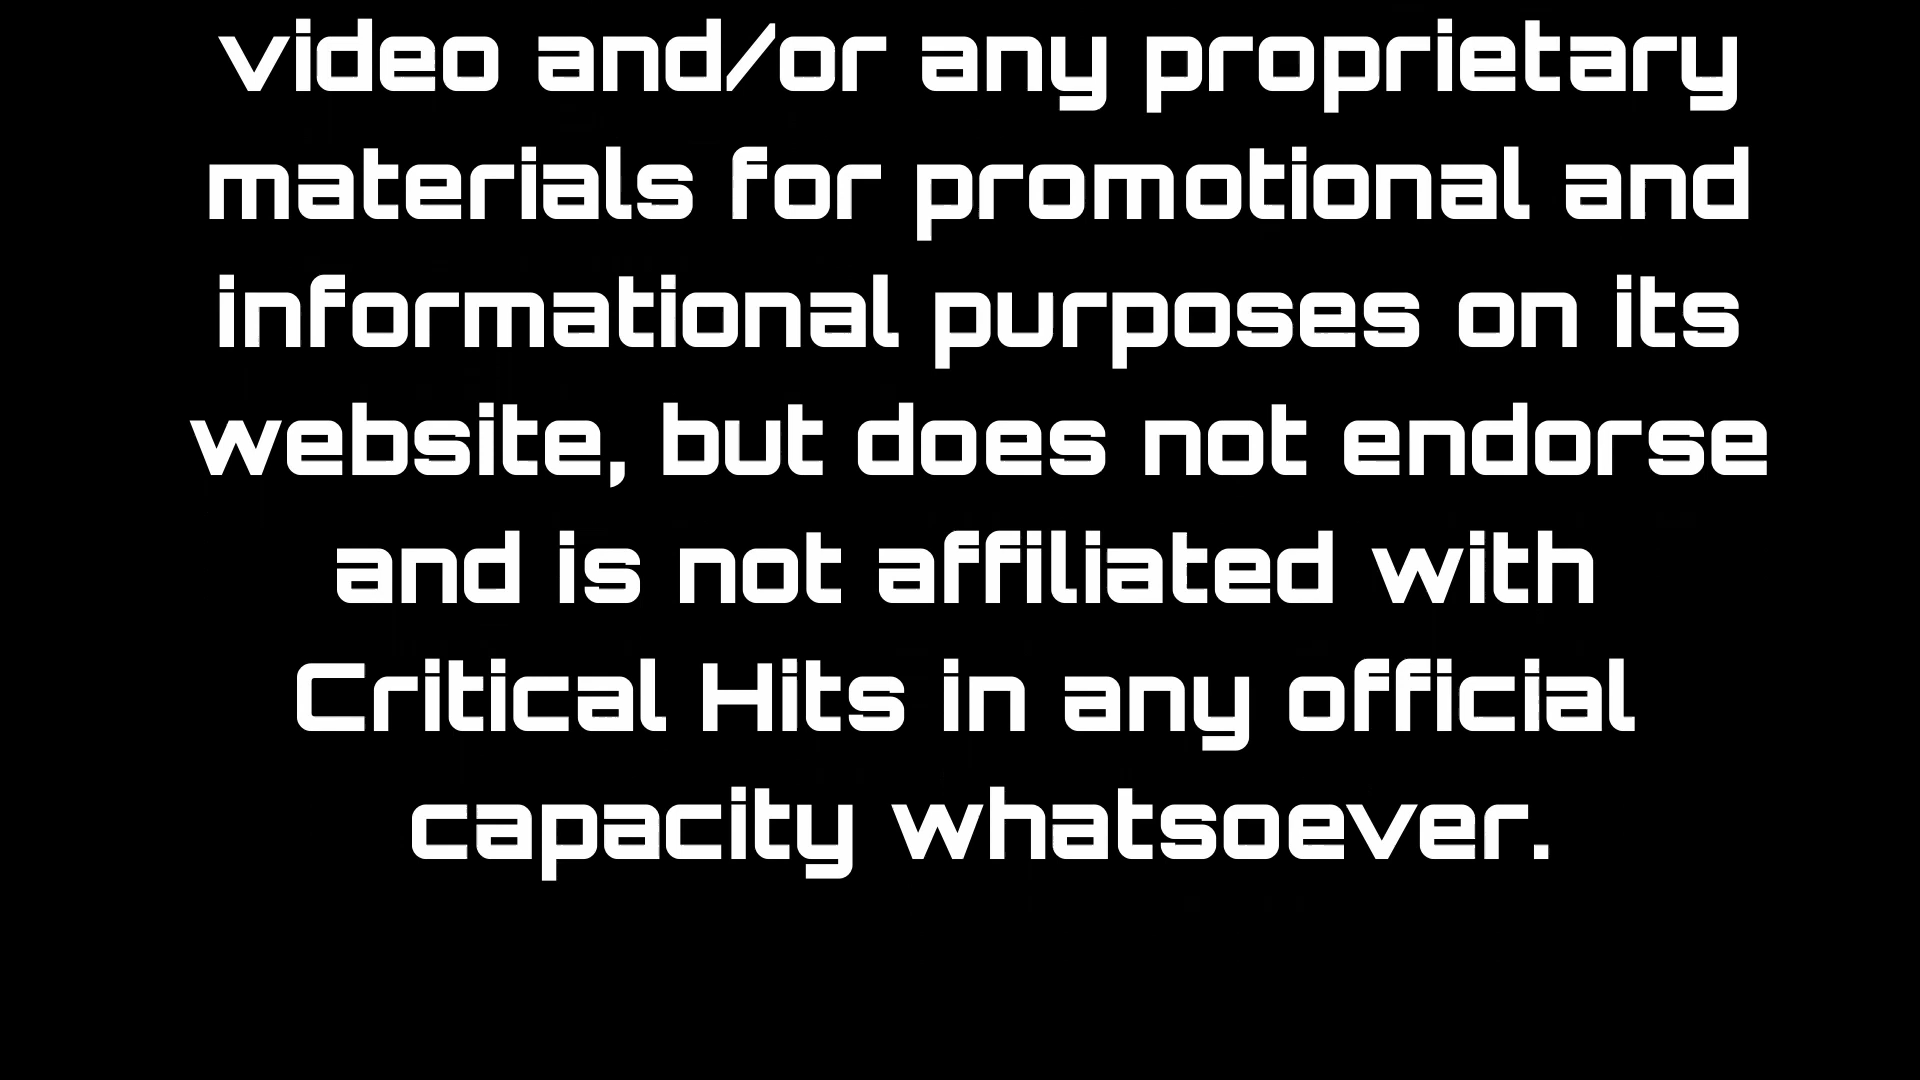 video and/or any proprietary
materials for promotional and
informational purposes on its
website, but does not endorse
and is not affiliated with
Critical Hits in any official
capacity whatsoever.